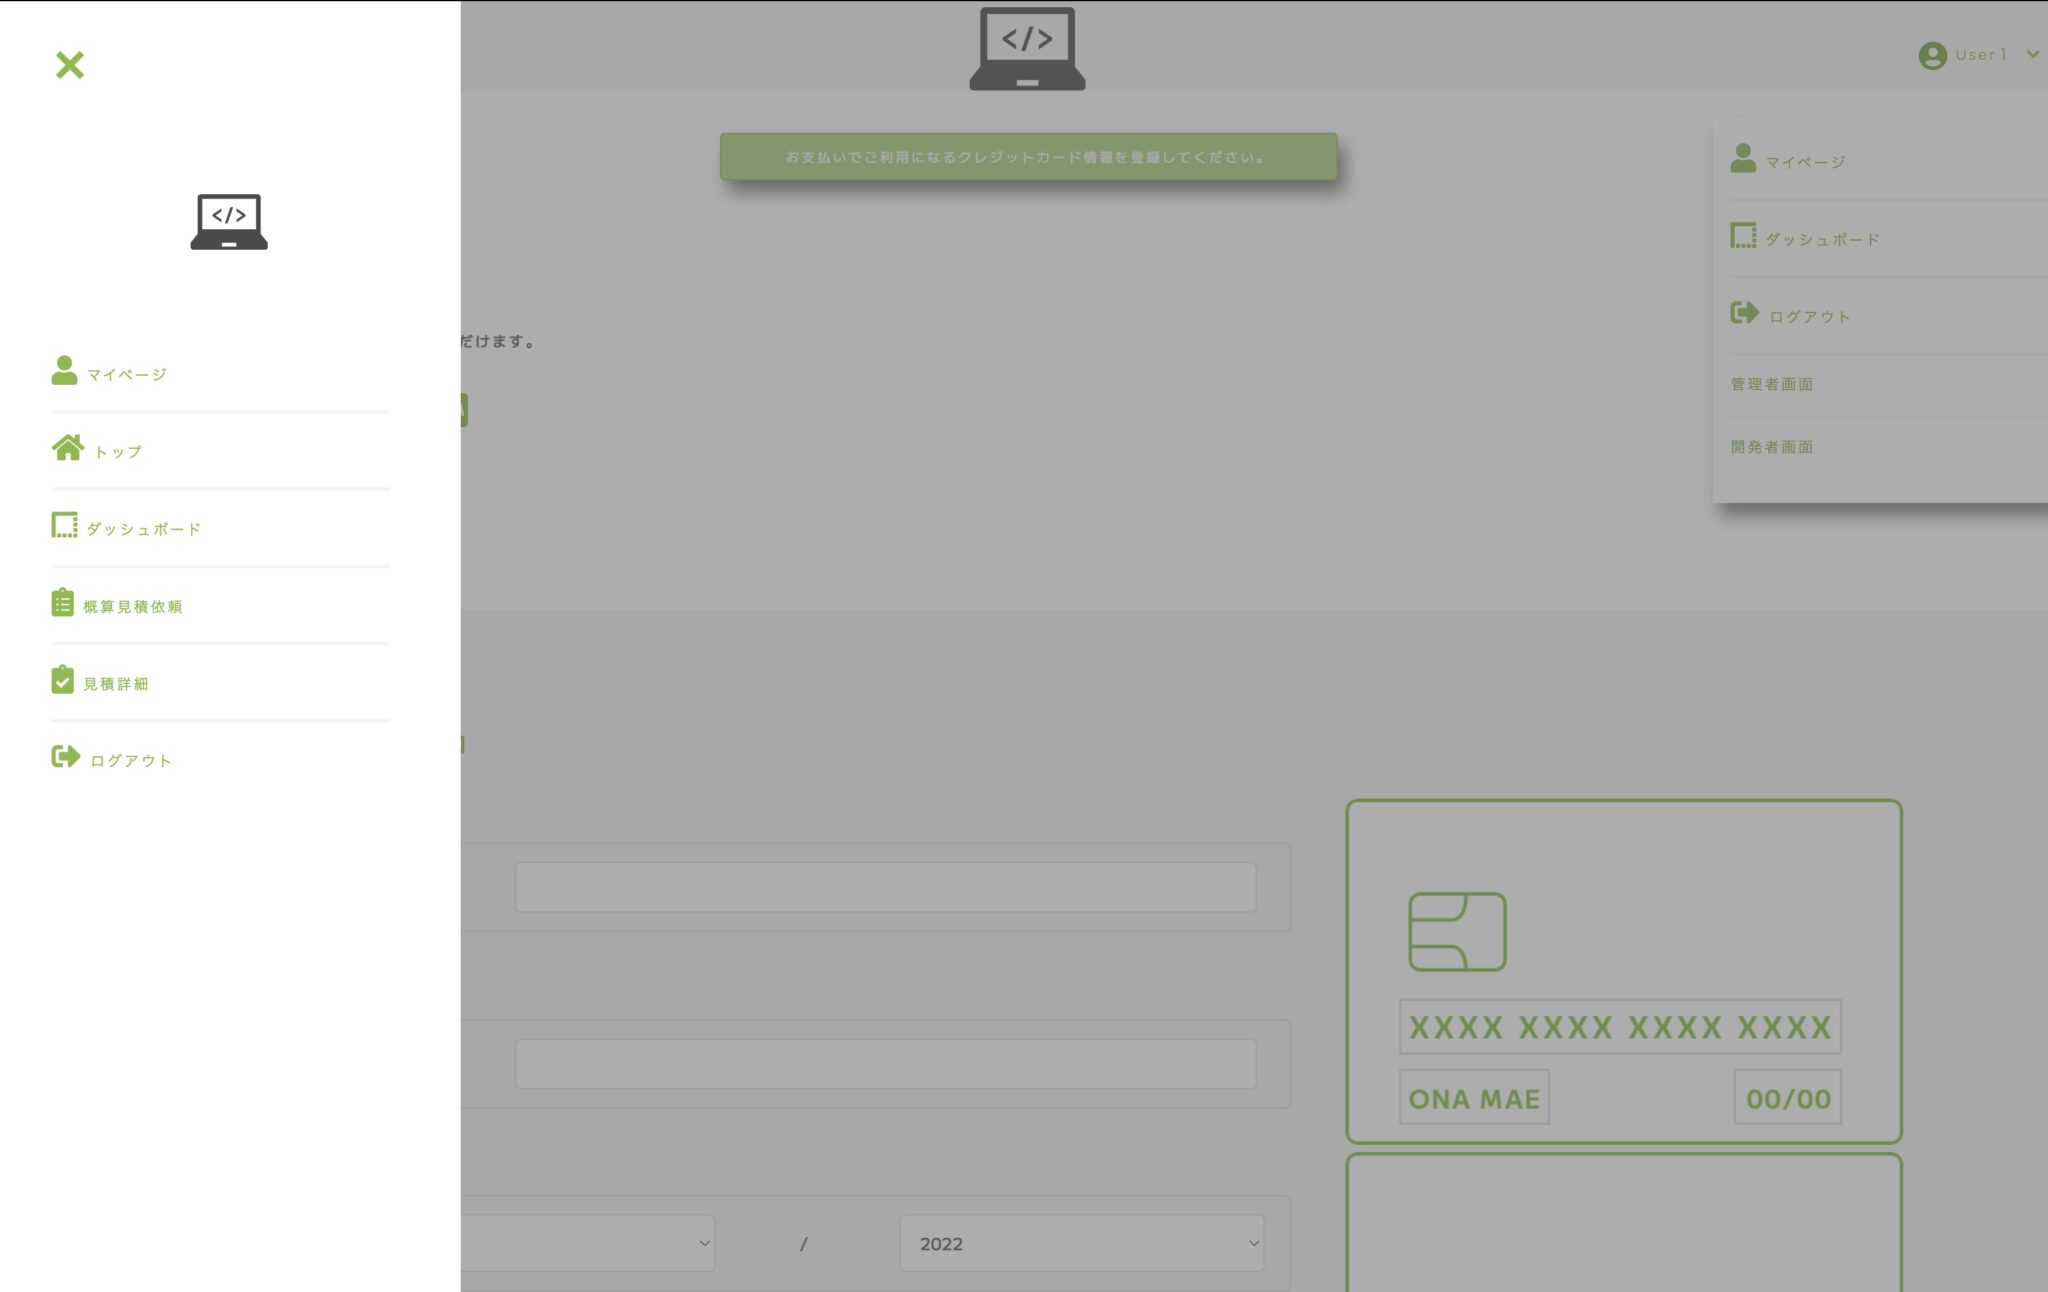 </>
User 1
お支払いでご利用になるクレジットカード情報を登録してください。
マイページ
ダッシュボード
ログアウト
管理者画面
開発者画面
</>
マイページ
トップ
ダッシュボード
概算見積依頼
見積詳細
ログアウト
だけます。
XXXX XXXX XXXX XXXX
ONA MAE
00/00
/
2022